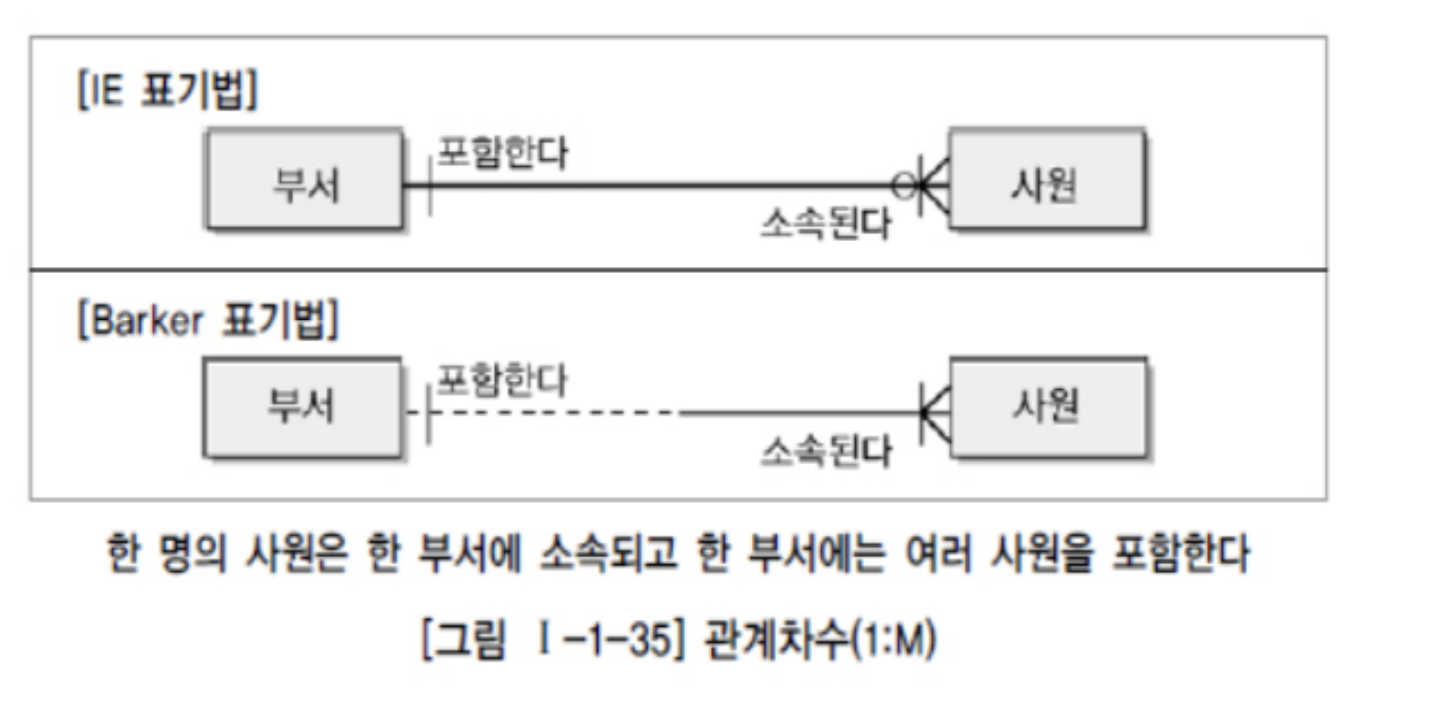 [IE 표기법]
포함한다
부서
사원
소속된다
[Barker 표기법]
포함한다
부서
사원
소속된다
한 명의 사원은 한 부서에 소속되고 한 부서에는 여러 사원을 포함한다
[그림 Ⅰ-1-35] 관계차수(1:M)